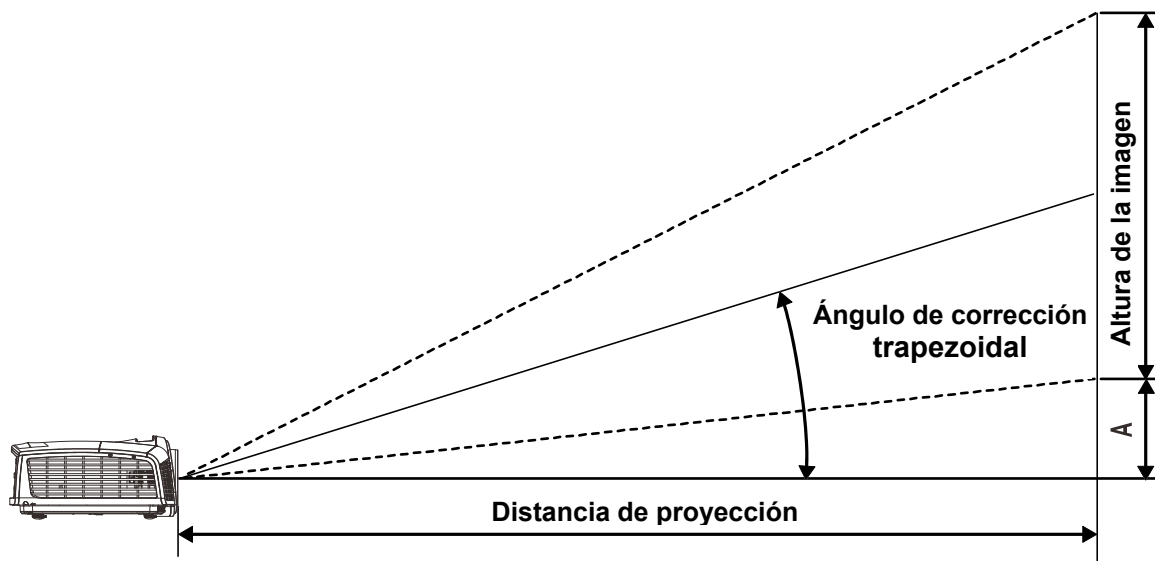 Altura de la imagen
Ángulo de corrección
trapezoidal
A
Distancia de proyección